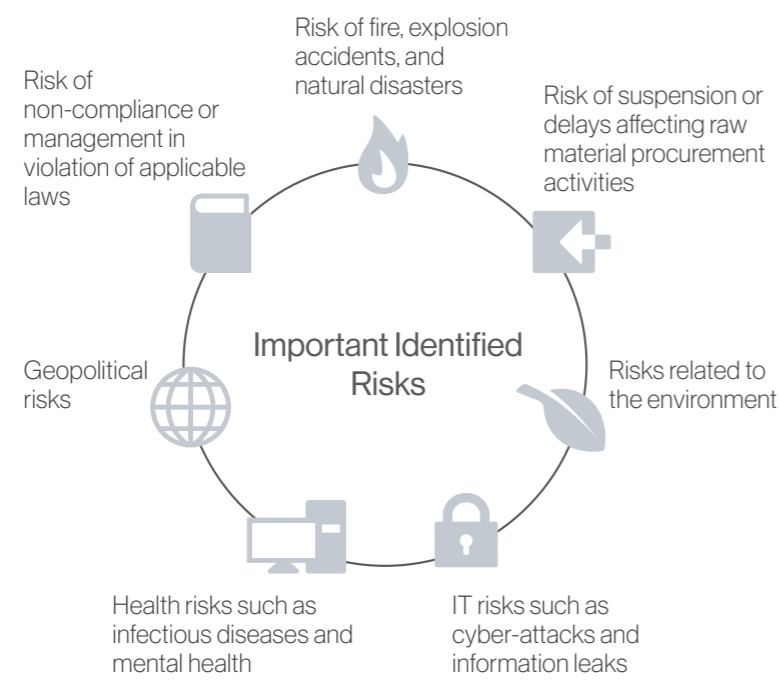 Risk of fire, explosion
accidents, and
natural disasters
Risk of suspension or
delays affecting raw
material procurement
activities
Risks related to
the environment
IT risks such as
cyber-attacks and
information leaks
Health risks such as
infectious diseases and
mental health
Geopolitical
risks
Risk of
non-compliance or
management in
violation of applicable
laws
Important Identified
Risks